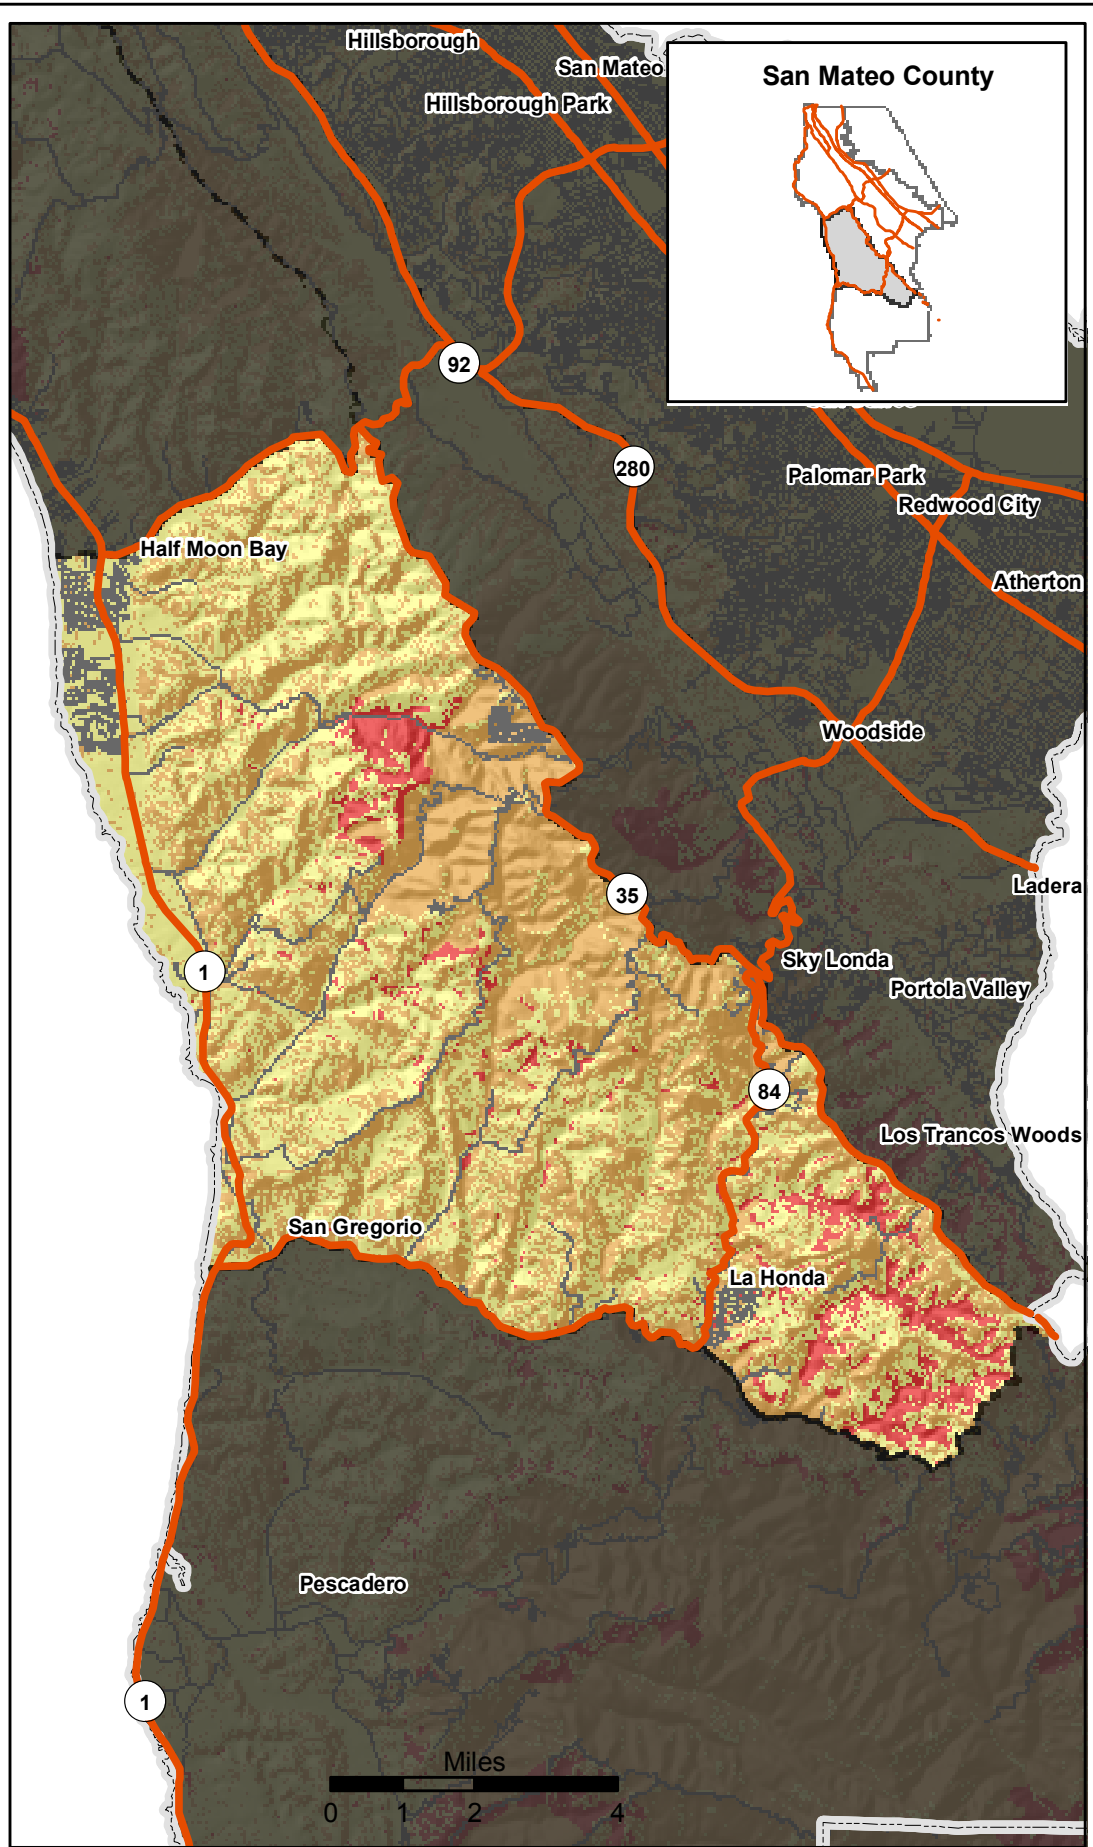 Hillsborough
San Mateo
Hillsborough Park
San Mateo County
92
280
Palomar Park
Redwood City
Half Moon Bay
Atherton
Woodside
35
Ladera
1
Sky Londa
Portola Valley
84
Los Trancos Woods
San Gregorio
La Honda
Pescadero
1
Miles
0 1 2 4